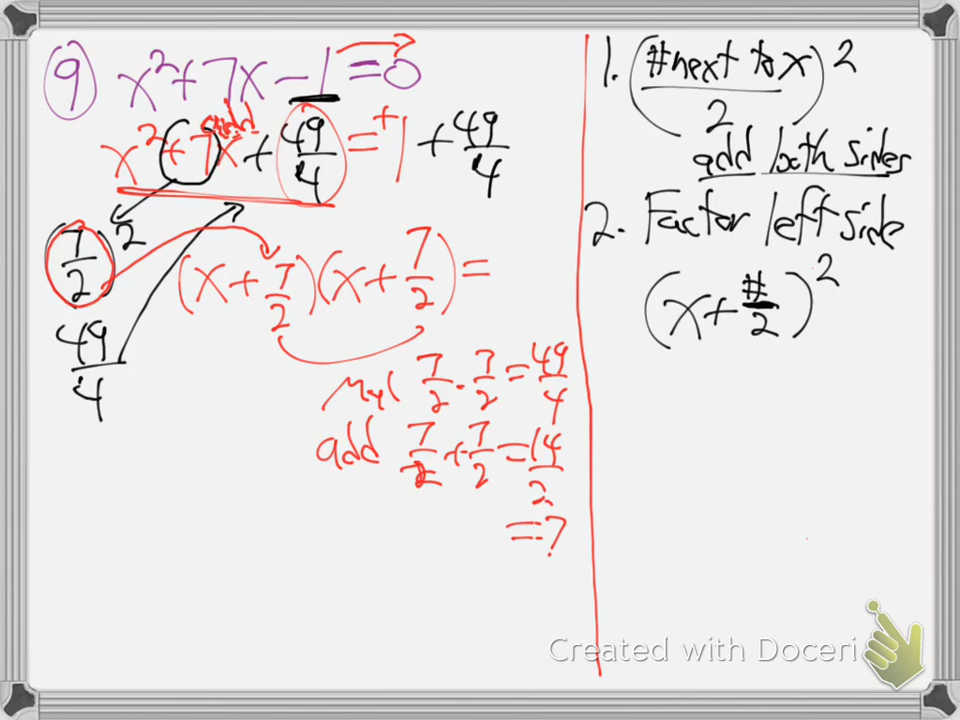 9 x² + 7x - 1 = 0
x² + 7x + 49/4 = +1 + 49/4
add
7/2
2
(x + 7/2)(x + 7/2) =
49/4
Mul 7/2 · 7/2 = 49/4
add 7/2 + 7/2 = 14/2
= 7
1. (# next to x / 2)²
add both sides
2. Factor left side
(x + #/2)²
Created with Doceri